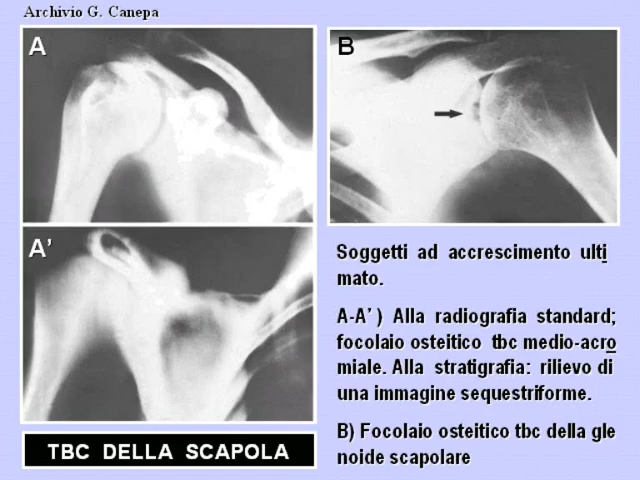 Archivio G. Canepa
A
B
A'
Soggetti ad accrescimento ulti
mato.
A-A' ) Alla radiografia standard;
focolaio osteitico tbc medio-acro
miale. Alla stratigrafia: rilievo di
una immagine sequestriforme.
B) Focolaio osteitico tbc della gle
noide scapolare
TBC DELLA SCAPOLA